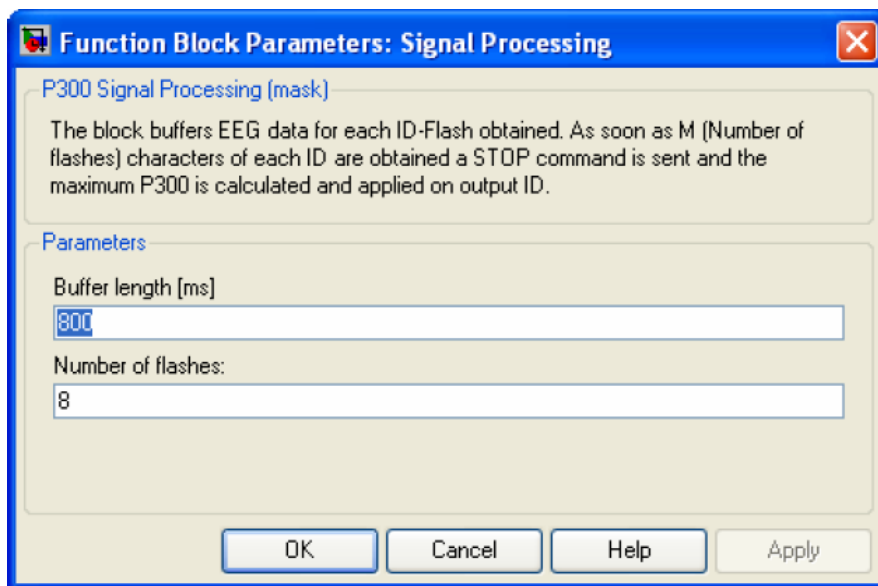 Function Block Parameters: Signal Processing
P300 Signal Processing (mask)
The block buffers EEG data for each ID-Flash obtained. As soon as M (Number of
flashes) characters of each ID are obtained a STOP command is sent and the
maximum P300 is calculated and applied on output ID.
Parameters
Buffer length [ms]
800
Number of flashes:
8
OK Cancel Help Apply